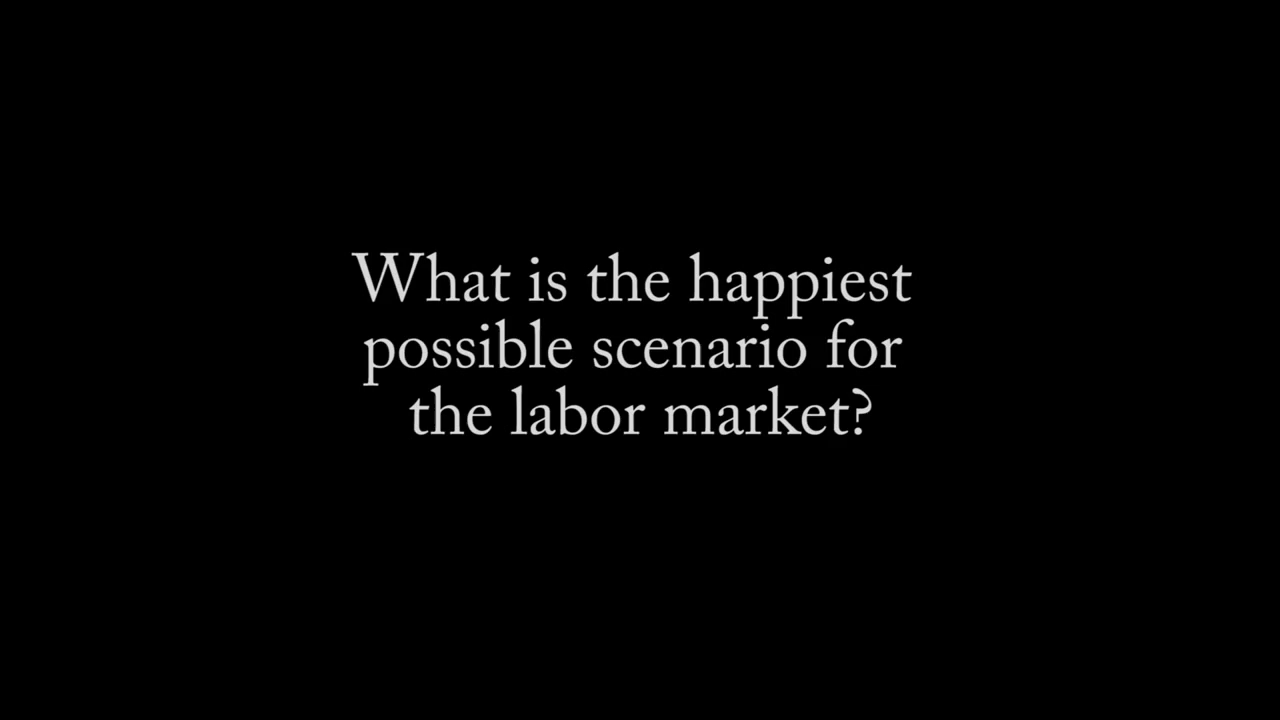 What is the happiest
possible scenario for
the labor market?